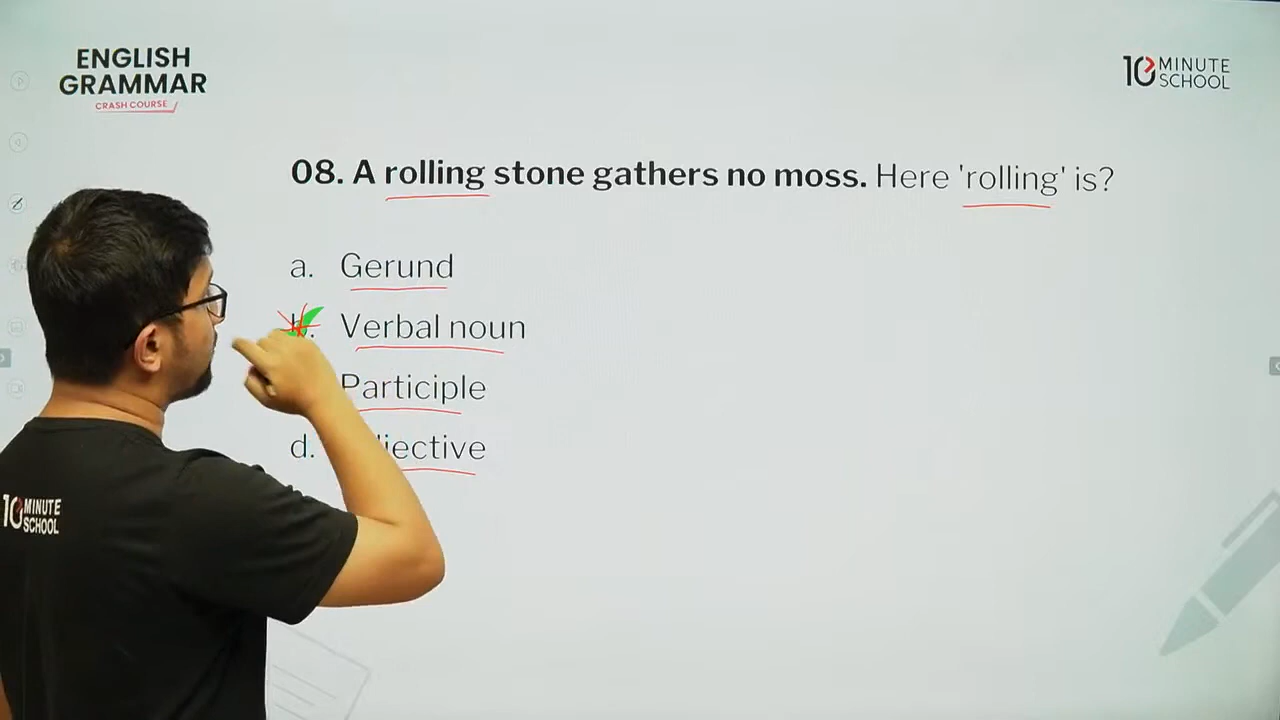 ENGLISH
GRAMMAR
CRASH COURSE
10 MINUTE
SCHOOL
08. A rolling stone gathers no moss. Here 'rolling' is?
a. Gerund
b. Verbal noun
Participle
d.
10 MINUTE
SCHOOL